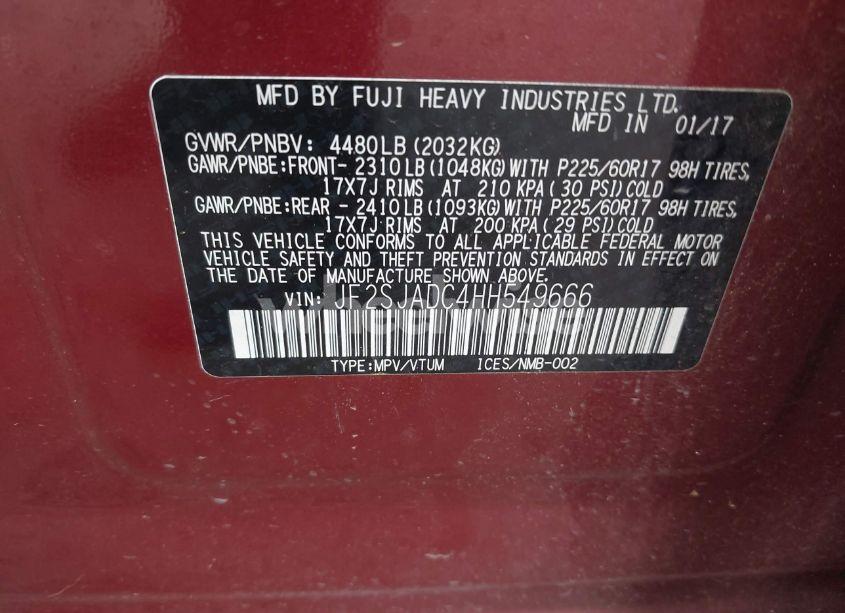 MFD BY FUJI HEAVY INDUSTRIES LTD.
MFD IN 01/17
GVWR/PNBV: 4480LB (2032KG)
GAWR/PNBE:FRONT- 2310LB (1048KG) WITH P225/60R17 98H TIRES,
17X7J RIMS AT 210 KPA ( 30 PSI) COLD
GAWR/PNBE:REAR - 2410LB (1093KG) WITH P225/60R17 98H TIRES,
17X7J RIMS AT 200 KPA ( 29 PSI) COLD
THIS VEHICLE CONFORMS TO ALL APPLICABLE FEDERAL MOTOR
VEHICLE SAFETY AND THEFT PREVENTION STANDARDS IN EFFECT ON
THE DATE OF MANUFACTURE SHOWN ABOVE.
VIN: JF2SJADC4HH549666
TYPE:MPV/VTUM ICES/NMB-002